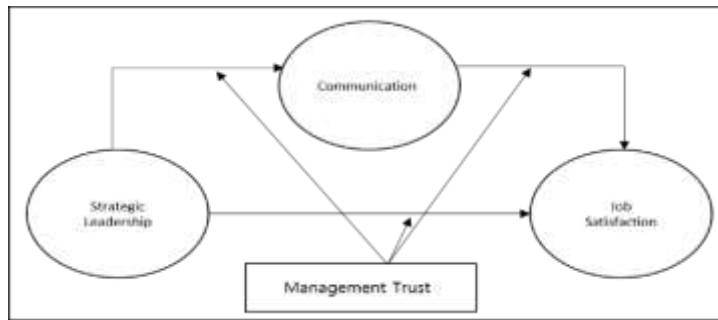 Communication
Strategic
Leadership
Job
Satisfaction
Management Trust